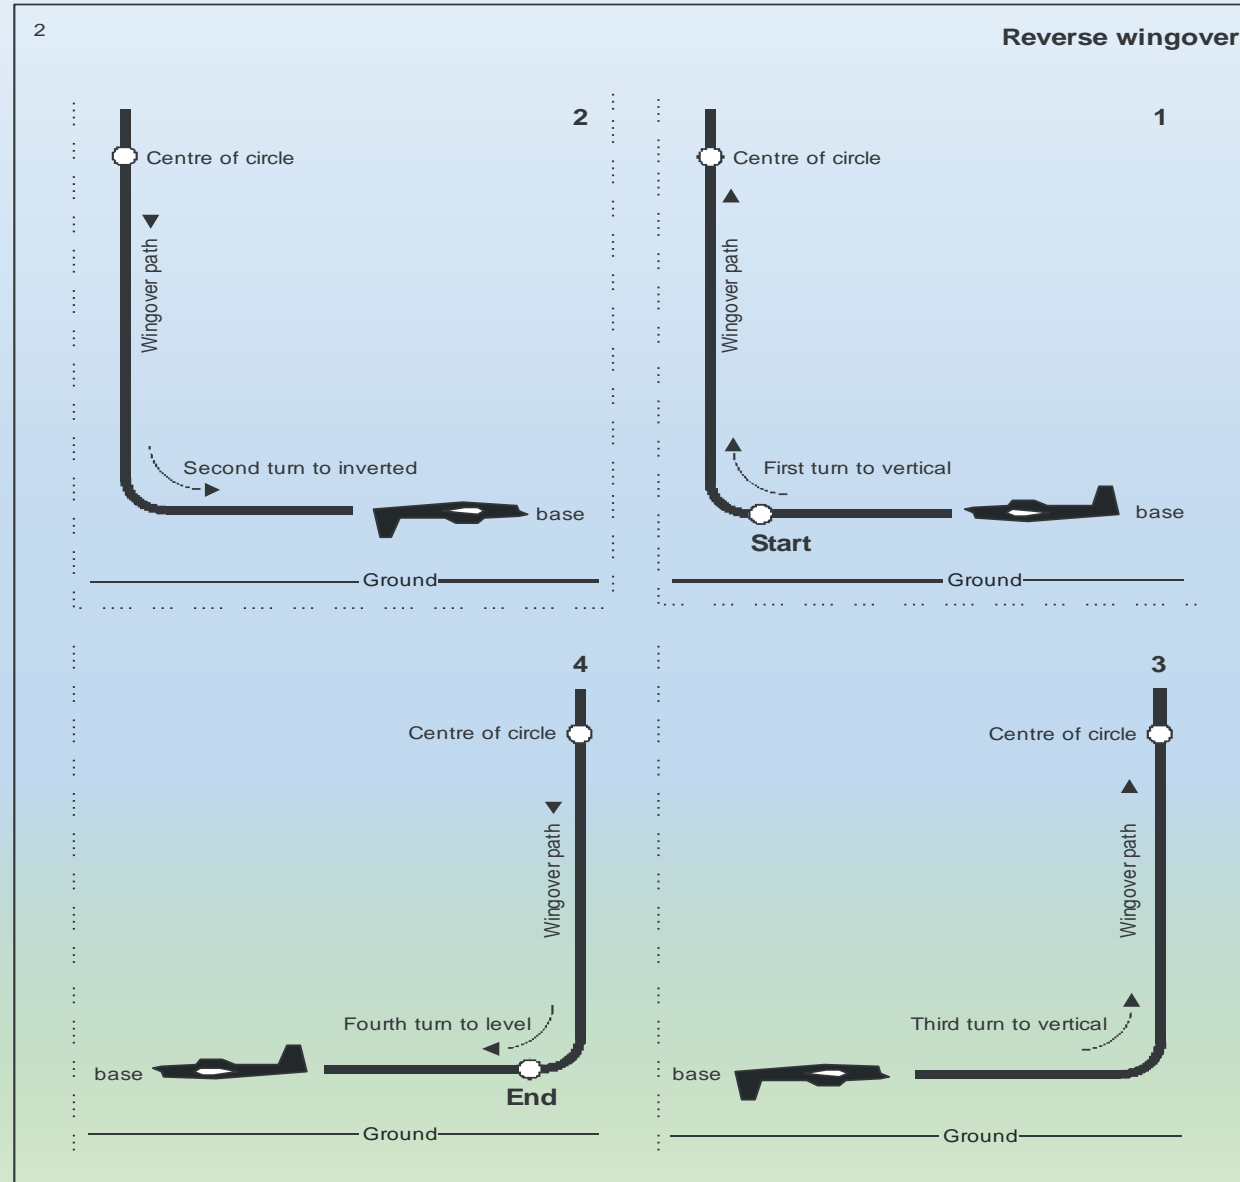 2
Reverse wingover
2
Centre of circle
Wingover path
Second turn to inverted
base
Ground
1
Centre of circle
Wingover path
First turn to vertical
base
Start
Ground
4
Centre of circle
Wingover path
Fourth turn to level
base
End
Ground
3
Centre of circle
Wingover path
Third turn to vertical
base
Ground